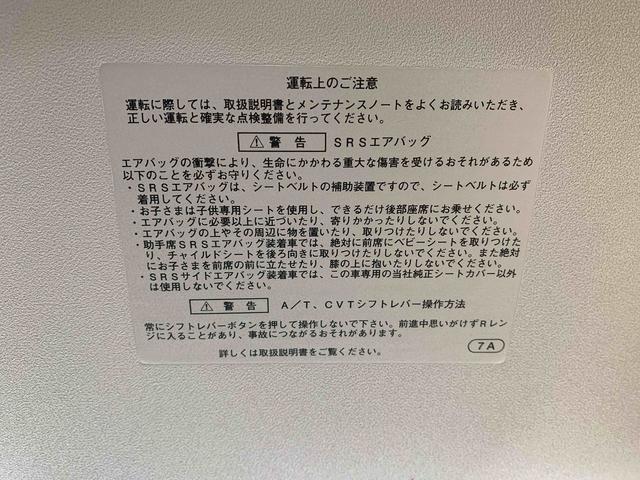 運転上のご注意
運転に際しては、取扱説明書とメンテナンスノートをよくお読みいただき、
正しい運転と確実な点検整備を行ってください。
⚠警告 SRSエアバッグ
エアバッグの衝撃により、生命にかかわる重大な傷害を受けるおそれがあるため
以下のことを必ずお守りください。
・SRSエアバッグは、シートベルトの補助装置ですので、シートベルトは必ず
着用してください。
・お子さまは子供専用シートを使用し、できるだけ後部座席にお乗せください。
・エアバッグに必要以上に近づいたり、寄りかかったりしないでください。
・エアバッグの上やその周辺に物を置いたり、取りつけたりしないでください。
・助手席SRSエアバッグ装着車では、絶対に前席にベビーシートを取りつけた
り、チャイルドシートを後ろ向きに取りつけたりしないでください。また絶対
にお子さまを前席の前に立たせたり、膝の上に抱いたりしないでください。
・SRSサイドエアバッグ装着車では、この車専用の当社純正シートカバー以外
は使用しないでください。
⚠警告 A/T、CVTシフトレバー操作方法
常にシフトレバーボタンを押して操作しないで下さい。前進中思いがけずRレン
ジに入ることがあり、事故につながるおそれがあります。
詳しくは取扱説明書をご覧ください。
7A